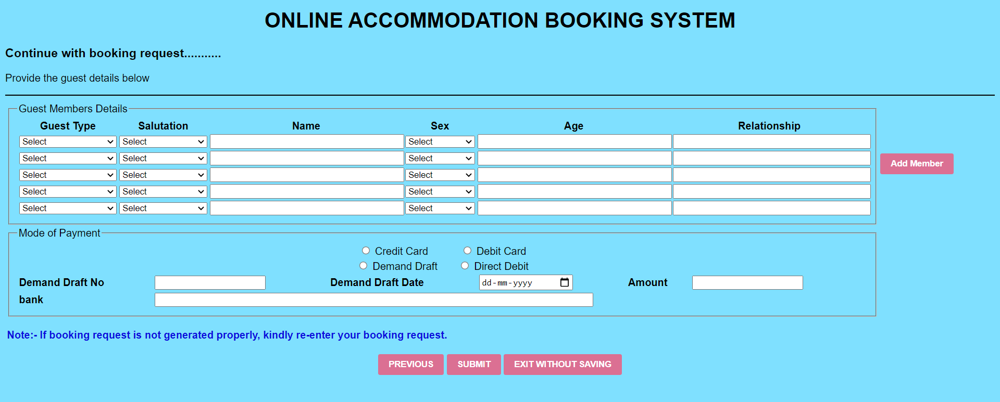 ONLINE ACCOMMODATION BOOKING SYSTEM
Continue with booking request...........
Provide the guest details below
Guest Members Details
Guest Type Salutation Name Sex Age Relationship
Select Select Select
Select Select Select
Add Member
Select Select Select
Select Select Select
Select Select Select
Mode of Payment
Credit Card Debit Card
Demand Draft Direct Debit
Demand Draft No Demand Draft Date dd-mm-yyyy Amount
bank
Note:- If booking request is not generated properly, kindly re-enter your booking request.
PREVIOUS SUBMIT EXIT WITHOUT SAVING